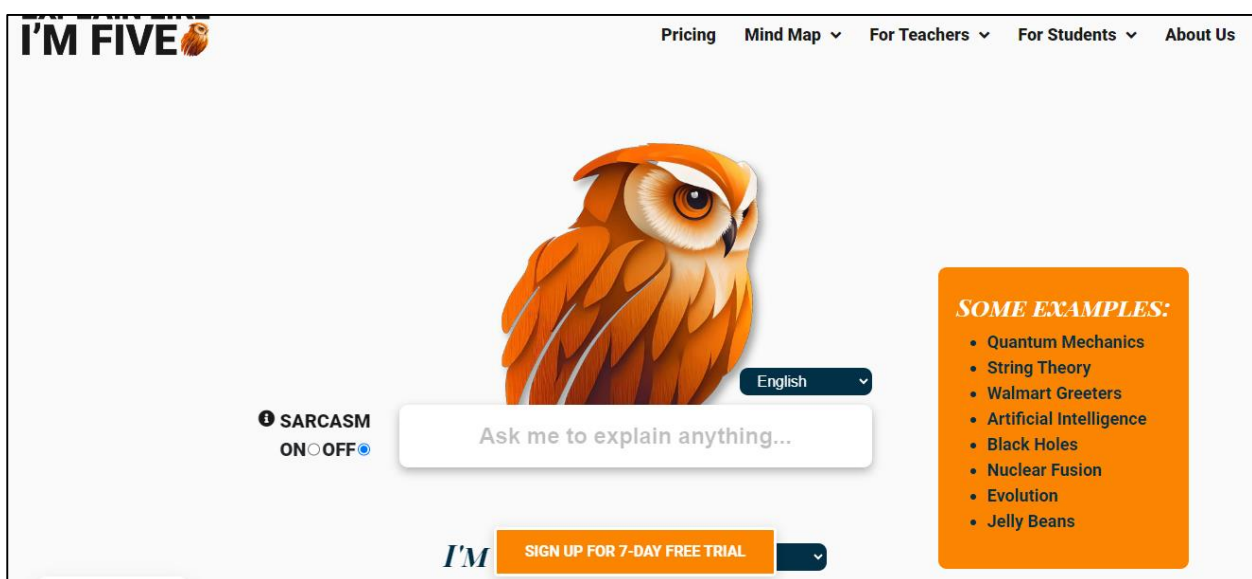 EXPLAIN LIKE
I'M FIVE
Pricing Mind Map For Teachers For Students About Us
English
SARCASM
ON OFF
Ask me to explain anything...
SOME EXAMPLES:
• Quantum Mechanics
• String Theory
• Walmart Greeters
• Artificial Intelligence
• Black Holes
• Nuclear Fusion
• Evolution
• Jelly Beans
I'M
SIGN UP FOR 7-DAY FREE TRIAL